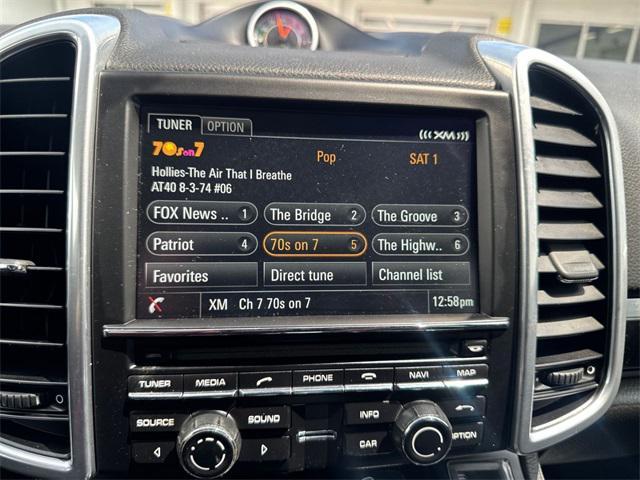 TUNER OPTION
(((XM)))
70s on 7 Pop SAT 1
Hollies-The Air That I Breathe
AT40 8-3-74 #06
FOX News .. 1 The Bridge 2 The Groove 3
Patriot 4 70s on 7 5 The Highw.. 6
Favorites Direct tune Channel list
XM Ch 7 70s on 7 12:58pm
TUNER MEDIA PHONE NAVI MAP
SOURCE SOUND INFO
CAR OPTION